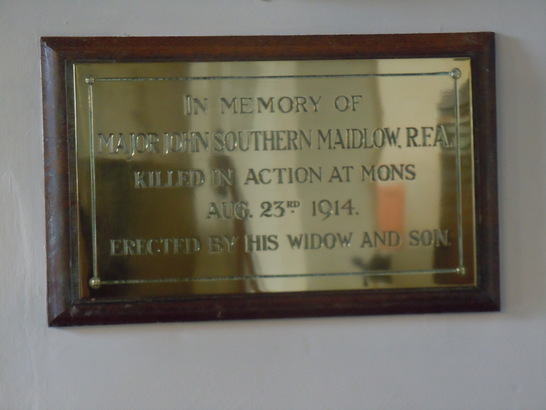 IN MEMORY OF
MAJOR JOHN SOUTHERN MAIDLOW, R.F.A.
KILLED IN ACTION AT MONS
AUG. 23RD 1914.
ERECTED BY HIS WIDOW AND SON.